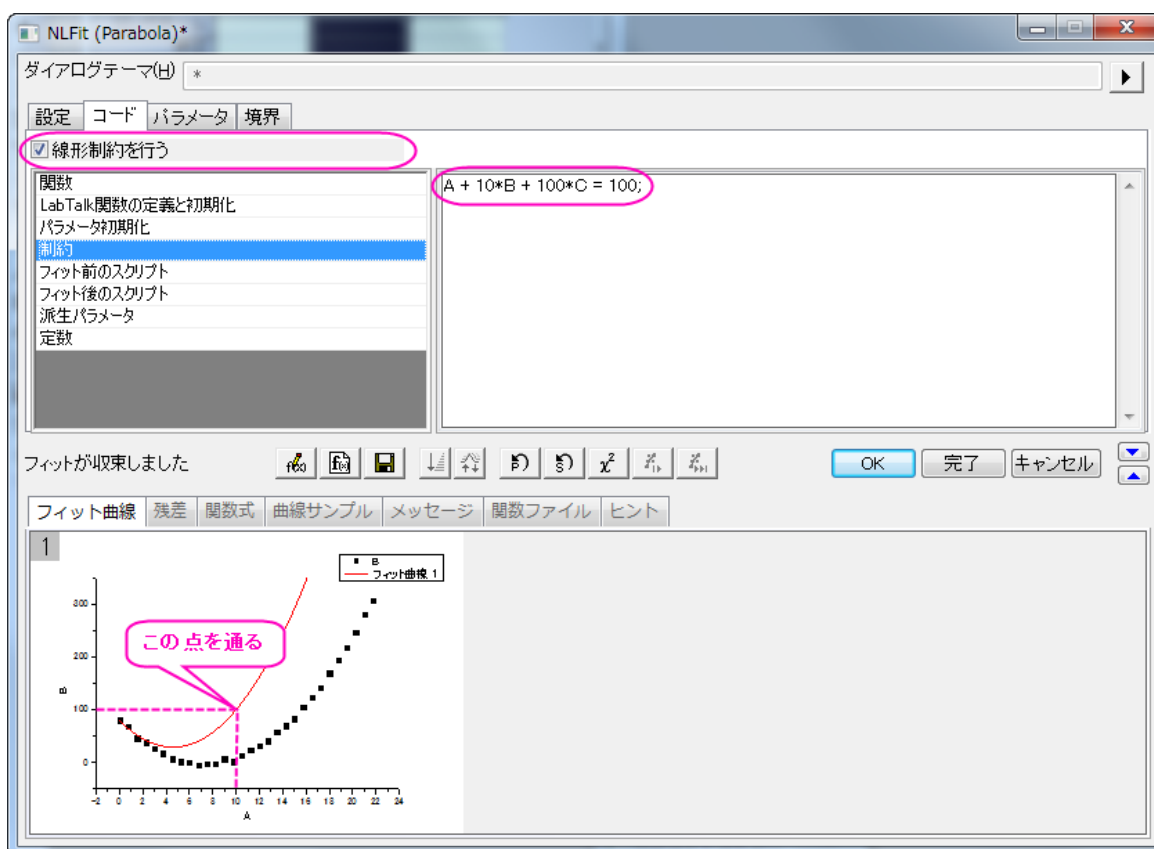 NLFit (Parabola)*
ダイアログテーマ(H) *
設定 コード パラメータ 境界
線形制約を行う
関数
LabTalk関数の定義と初期化
パラメータ初期化
制約
フィット前のスクリプト
フィット後のスクリプト
派生パラメータ
定数
A + 10*B + 100*C = 100;
フィットが収束しました
OK 完了 キャンセル
フィット曲線 残差 関数式 曲線サンプル メッセージ 関数ファイル ヒント
1
B
フィット曲線 1
300
200
100
0
B
この点を通る
-2 0 2 4 6 8 10 12 14 16 18 20 22 24
A